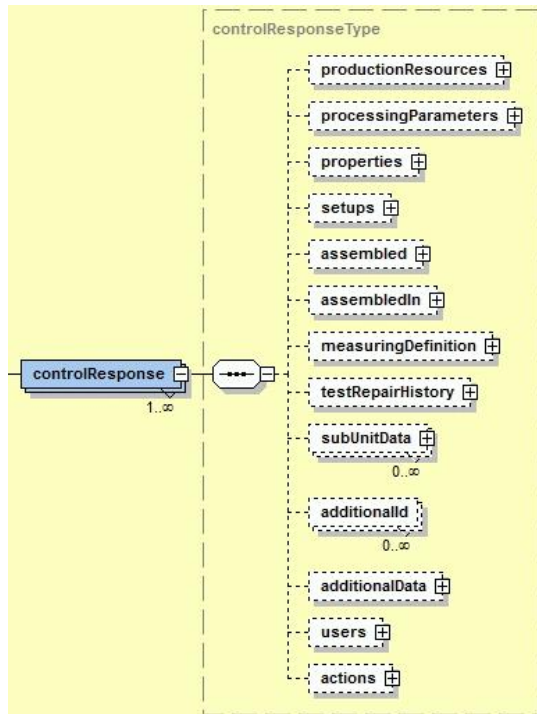 controlResponseType
productionResources
processingParameters
properties
setups
assembled
assembledIn
measuringDefinition
controlResponse
1..∞
testRepairHistory
subUnitData
0..∞
additionalId
0..∞
additionalData
users
actions